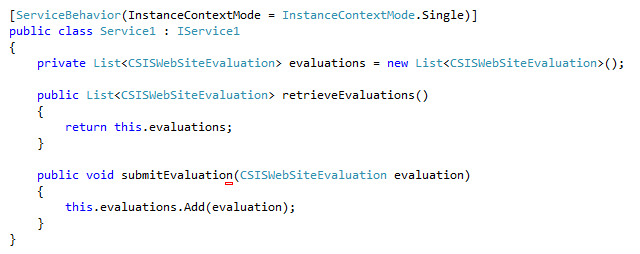 [ServiceBehavior(InstanceContextMode = InstanceContextMode.Single)]
public class Service1 : IService1
{
    private List<CSISWebSiteEvaluation> evaluations = new List<CSISWebSiteEvaluation>();

    public List<CSISWebSiteEvaluation> retrieveEvaluations()
    {
        return this.evaluations;
    }

    public void submitEvaluation(CSISWebSiteEvaluation evaluation)
    {
        this.evaluations.Add(evaluation);
    }
}